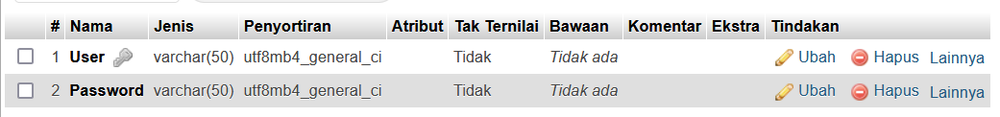 # Nama Jenis Penyortiran Atribut Tak Ternilai Bawaan Komentar Ekstra Tindakan
1 User varchar(50) utf8mb4_general_ci Tidak Tidak ada Ubah Hapus Lainnya
2 Password varchar(50) utf8mb4_general_ci Tidak Tidak ada Ubah Hapus Lainnya